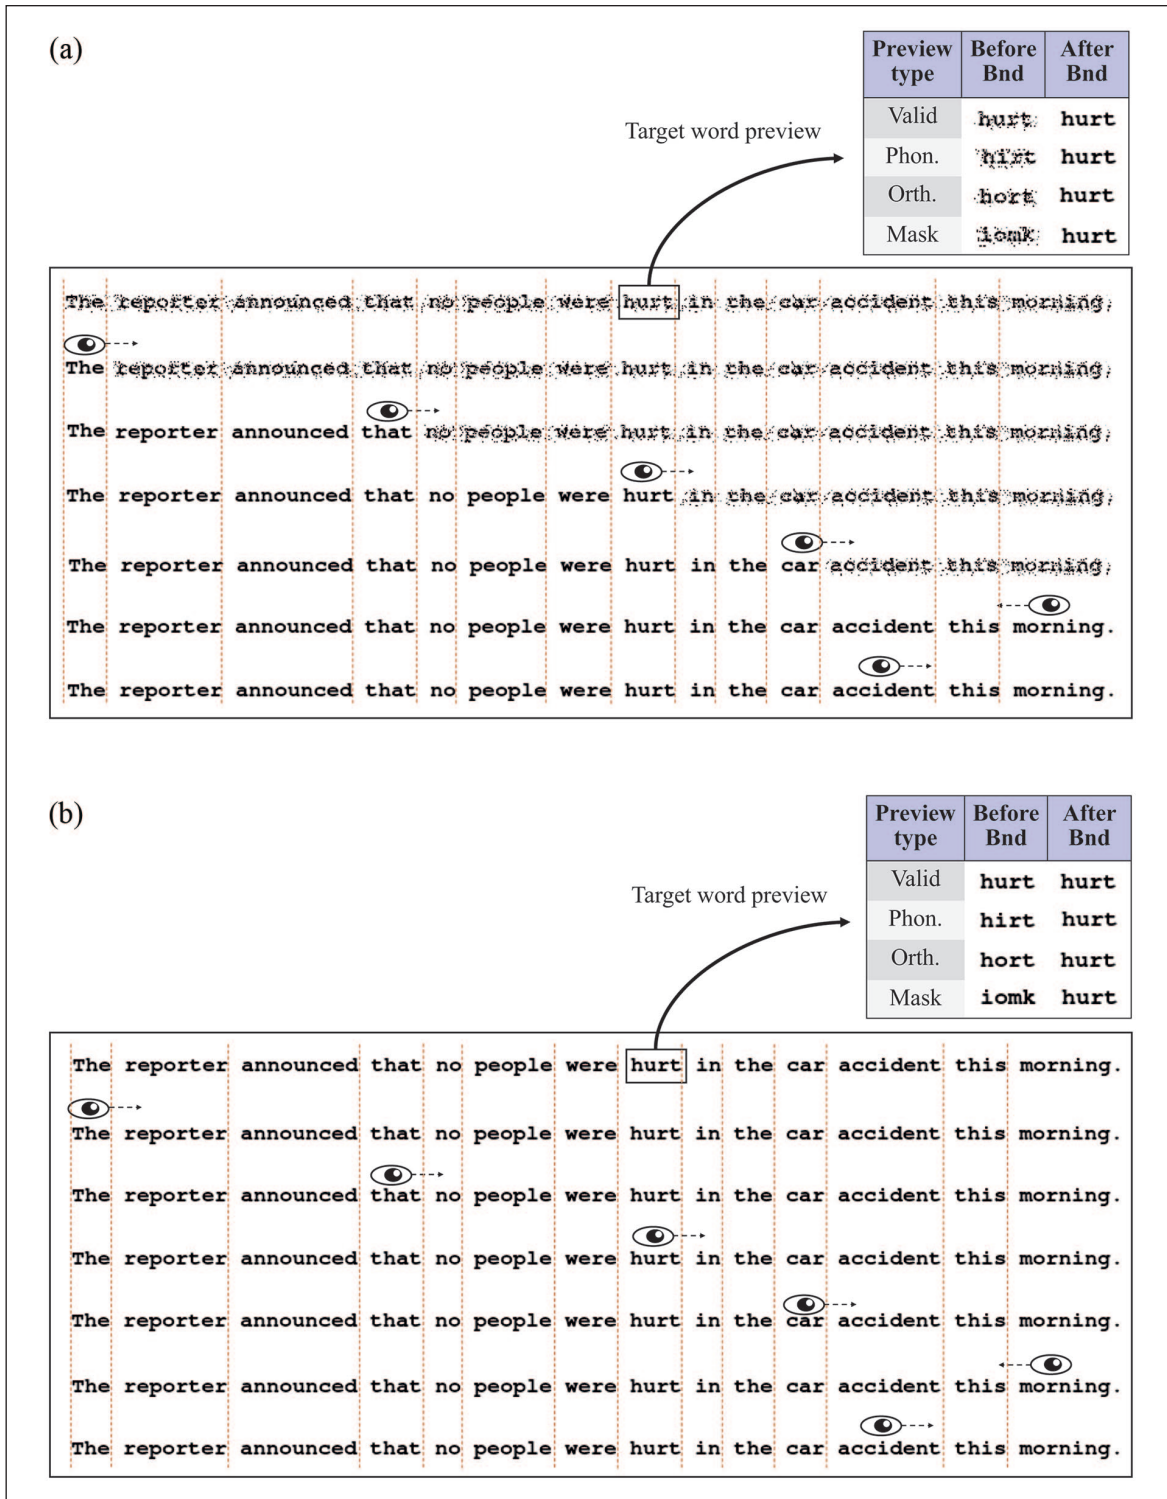 (a)
Preview type Before Bnd After Bnd
Valid hurt hurt
Phon. hirt hurt
Orth. hort hurt
Mask iomk hurt
Target word preview
The reporter announced that no people were hurt in the car accident this morning.
The reporter announced that no people were hurt in the car accident this morning.
The reporter announced that no people were hurt in the car accident this morning.
The reporter announced that no people were hurt in the car accident this morning.
The reporter announced that no people were hurt in the car accident this morning.
The reporter announced that no people were hurt in the car accident this morning.
The reporter announced that no people were hurt in the car accident this morning.
(b)
Preview type Before Bnd After Bnd
Valid hurt hurt
Phon. hirt hurt
Orth. hort hurt
Mask iomk hurt
Target word preview
The reporter announced that no people were hurt in the car accident this morning.
The reporter announced that no people were hurt in the car accident this morning.
The reporter announced that no people were hurt in the car accident this morning.
The reporter announced that no people were hurt in the car accident this morning.
The reporter announced that no people were hurt in the car accident this morning.
The reporter announced that no people were hurt in the car accident this morning.
The reporter announced that no people were hurt in the car accident this morning.